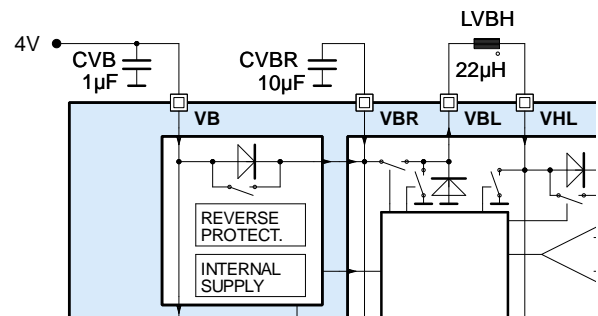 LVBH
4V
CVB
1µF
CVBR
10µF
22µH
VB
VBR
VBL
VHL
REVERSE
PROTECT.
INTERNAL
SUPPLY